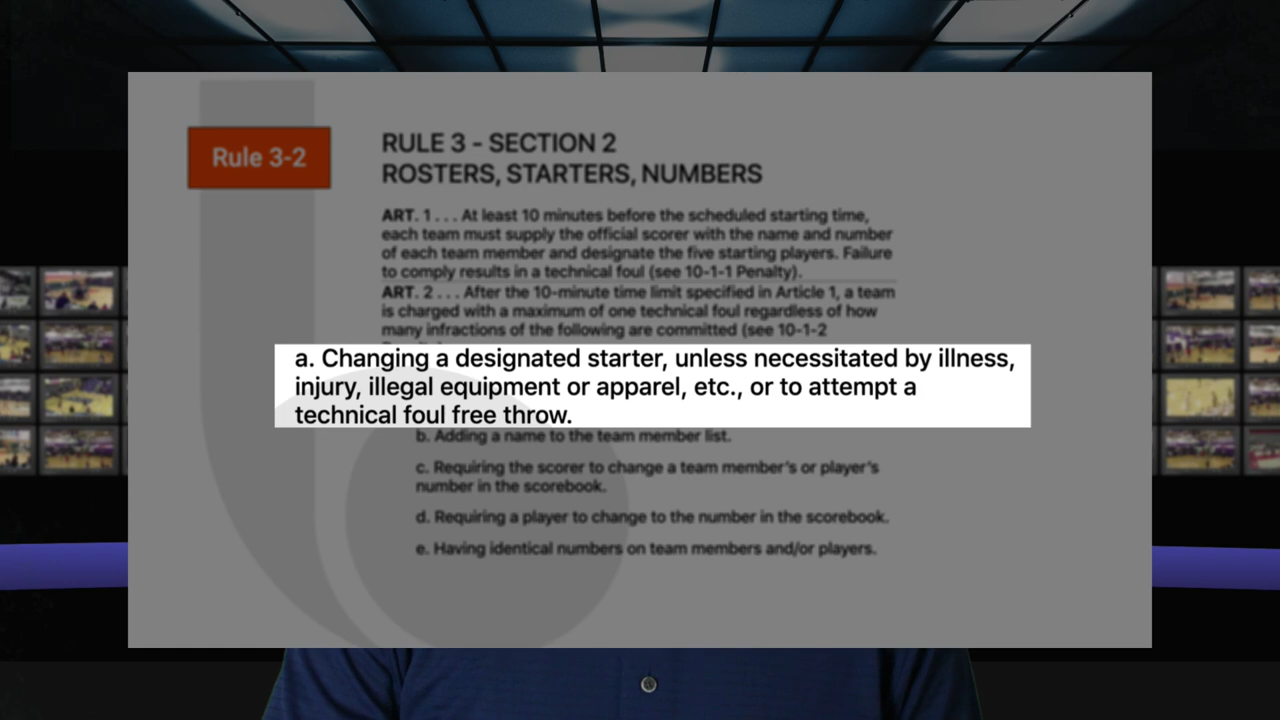 Rule 3-2
RULE 3 - SECTION 2
ROSTERS, STARTERS, NUMBERS
ART. 1 . . . At least 10 minutes before the scheduled starting time,
each team must supply the official scorer with the name and number
of each team member and designate the five starting players. Failure
to comply results in a technical foul (see 10-1-1 Penalty).
ART. 2 . . . After the 10-minute time limit specified in Article 1, a team
is charged with a maximum of one technical foul regardless of how
many infractions of the following are committed (see 10-1-2
a. Changing a designated starter, unless necessitated by illness,
injury, illegal equipment or apparel, etc., or to attempt a
technical foul free throw.
b. Adding a name to the team member list.
c. Requiring the scorer to change a team member's or player's
number in the scorebook.
d. Requiring a player to change to the number in the scorebook.
e. Having identical numbers on team members and/or players.